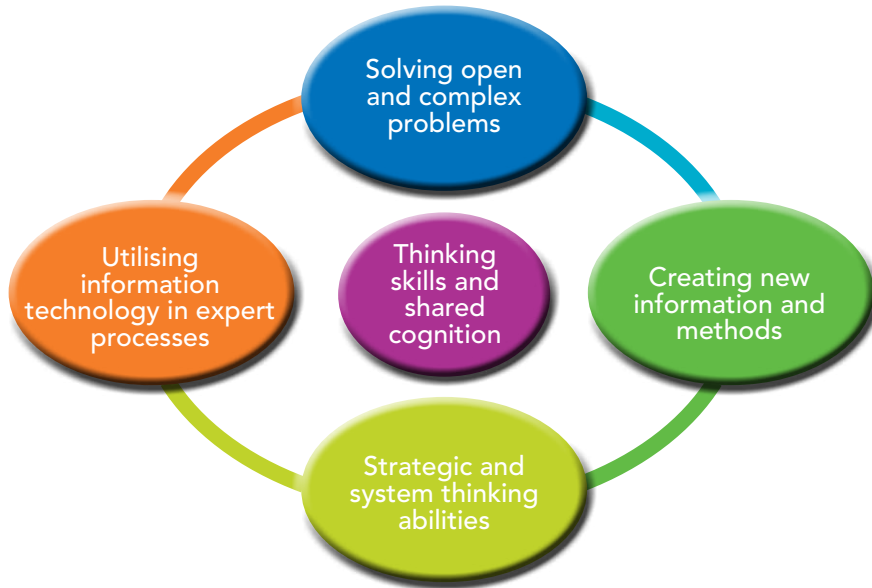 Solving open
and complex
problems
Utilising
information
technology in expert
processes
Thinking
skills and
shared
cognition
Creating new
information and
methods
Strategic and
system thinking
abilities